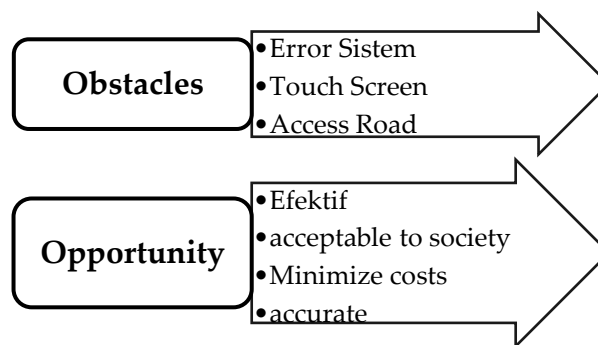 Obstacles
•Error Sistem
•Touch Screen
•Access Road
Opportunity
•Efektif
•acceptable to society
•Minimize costs
•accurate